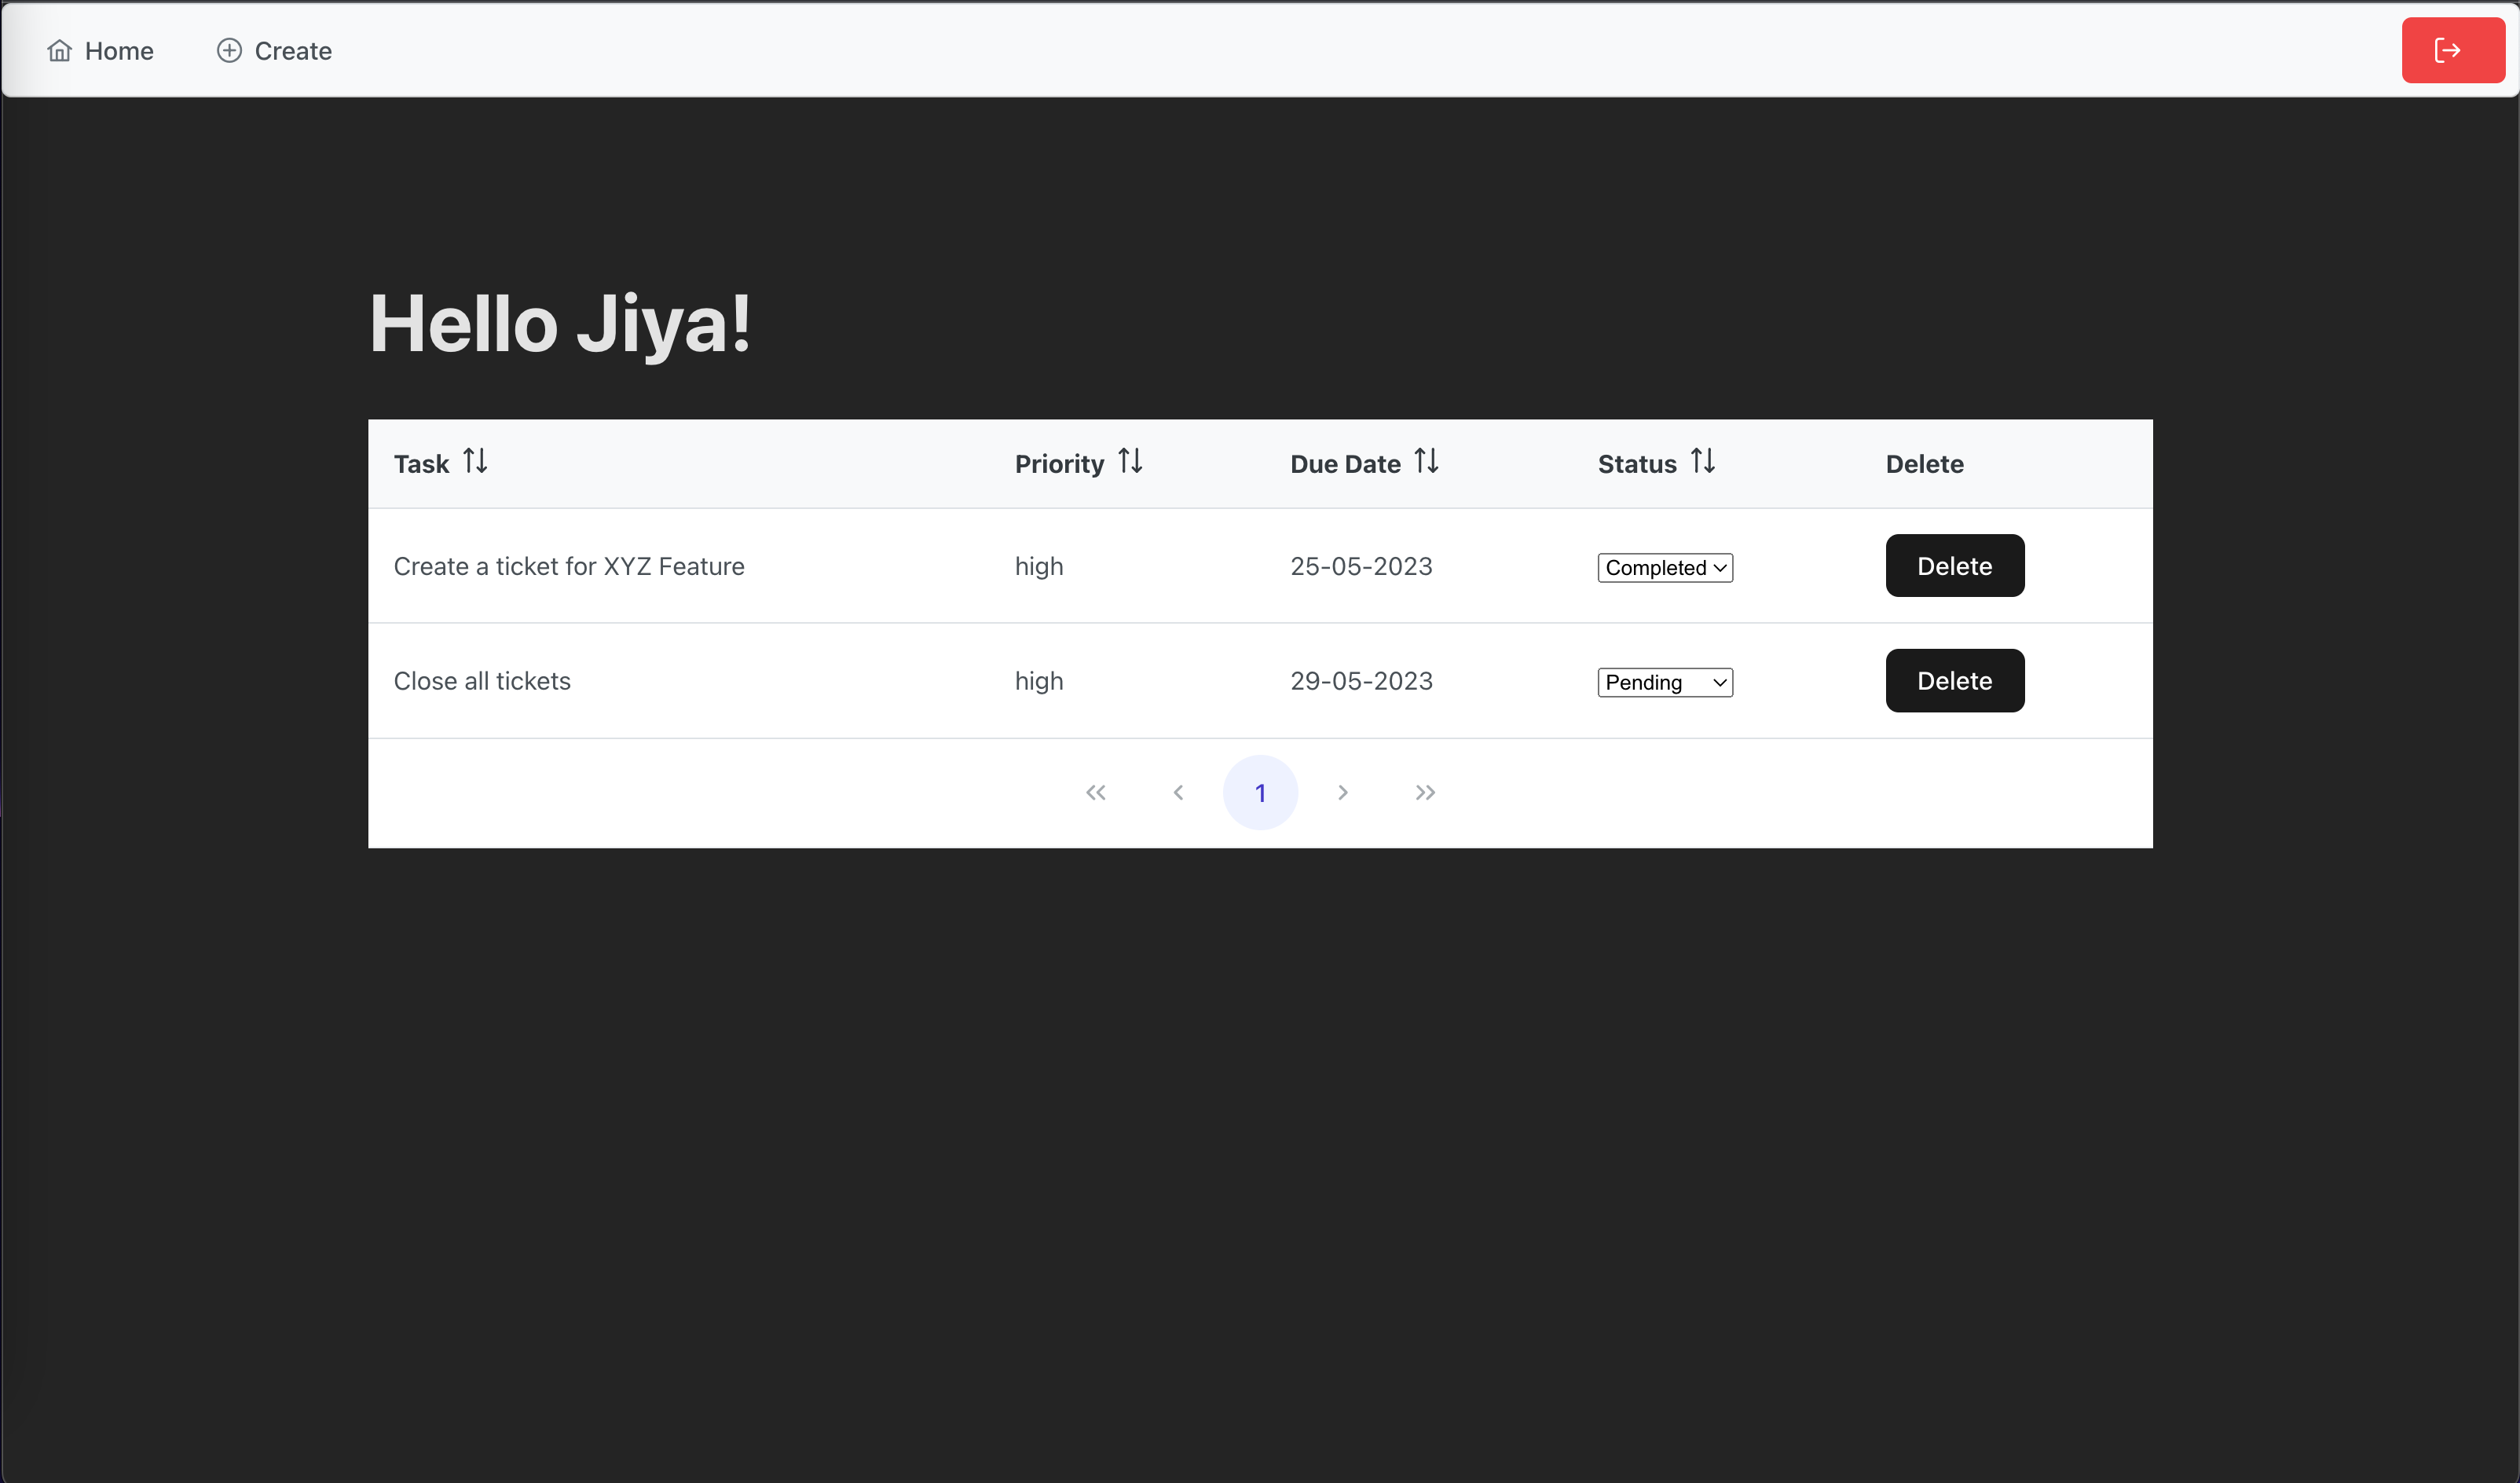 Home Create
Hello Jiya!
Task Priority Due Date Status Delete
Create a ticket for XYZ Feature high 25-05-2023 Completed Delete
Close all tickets high 29-05-2023 Pending Delete
1